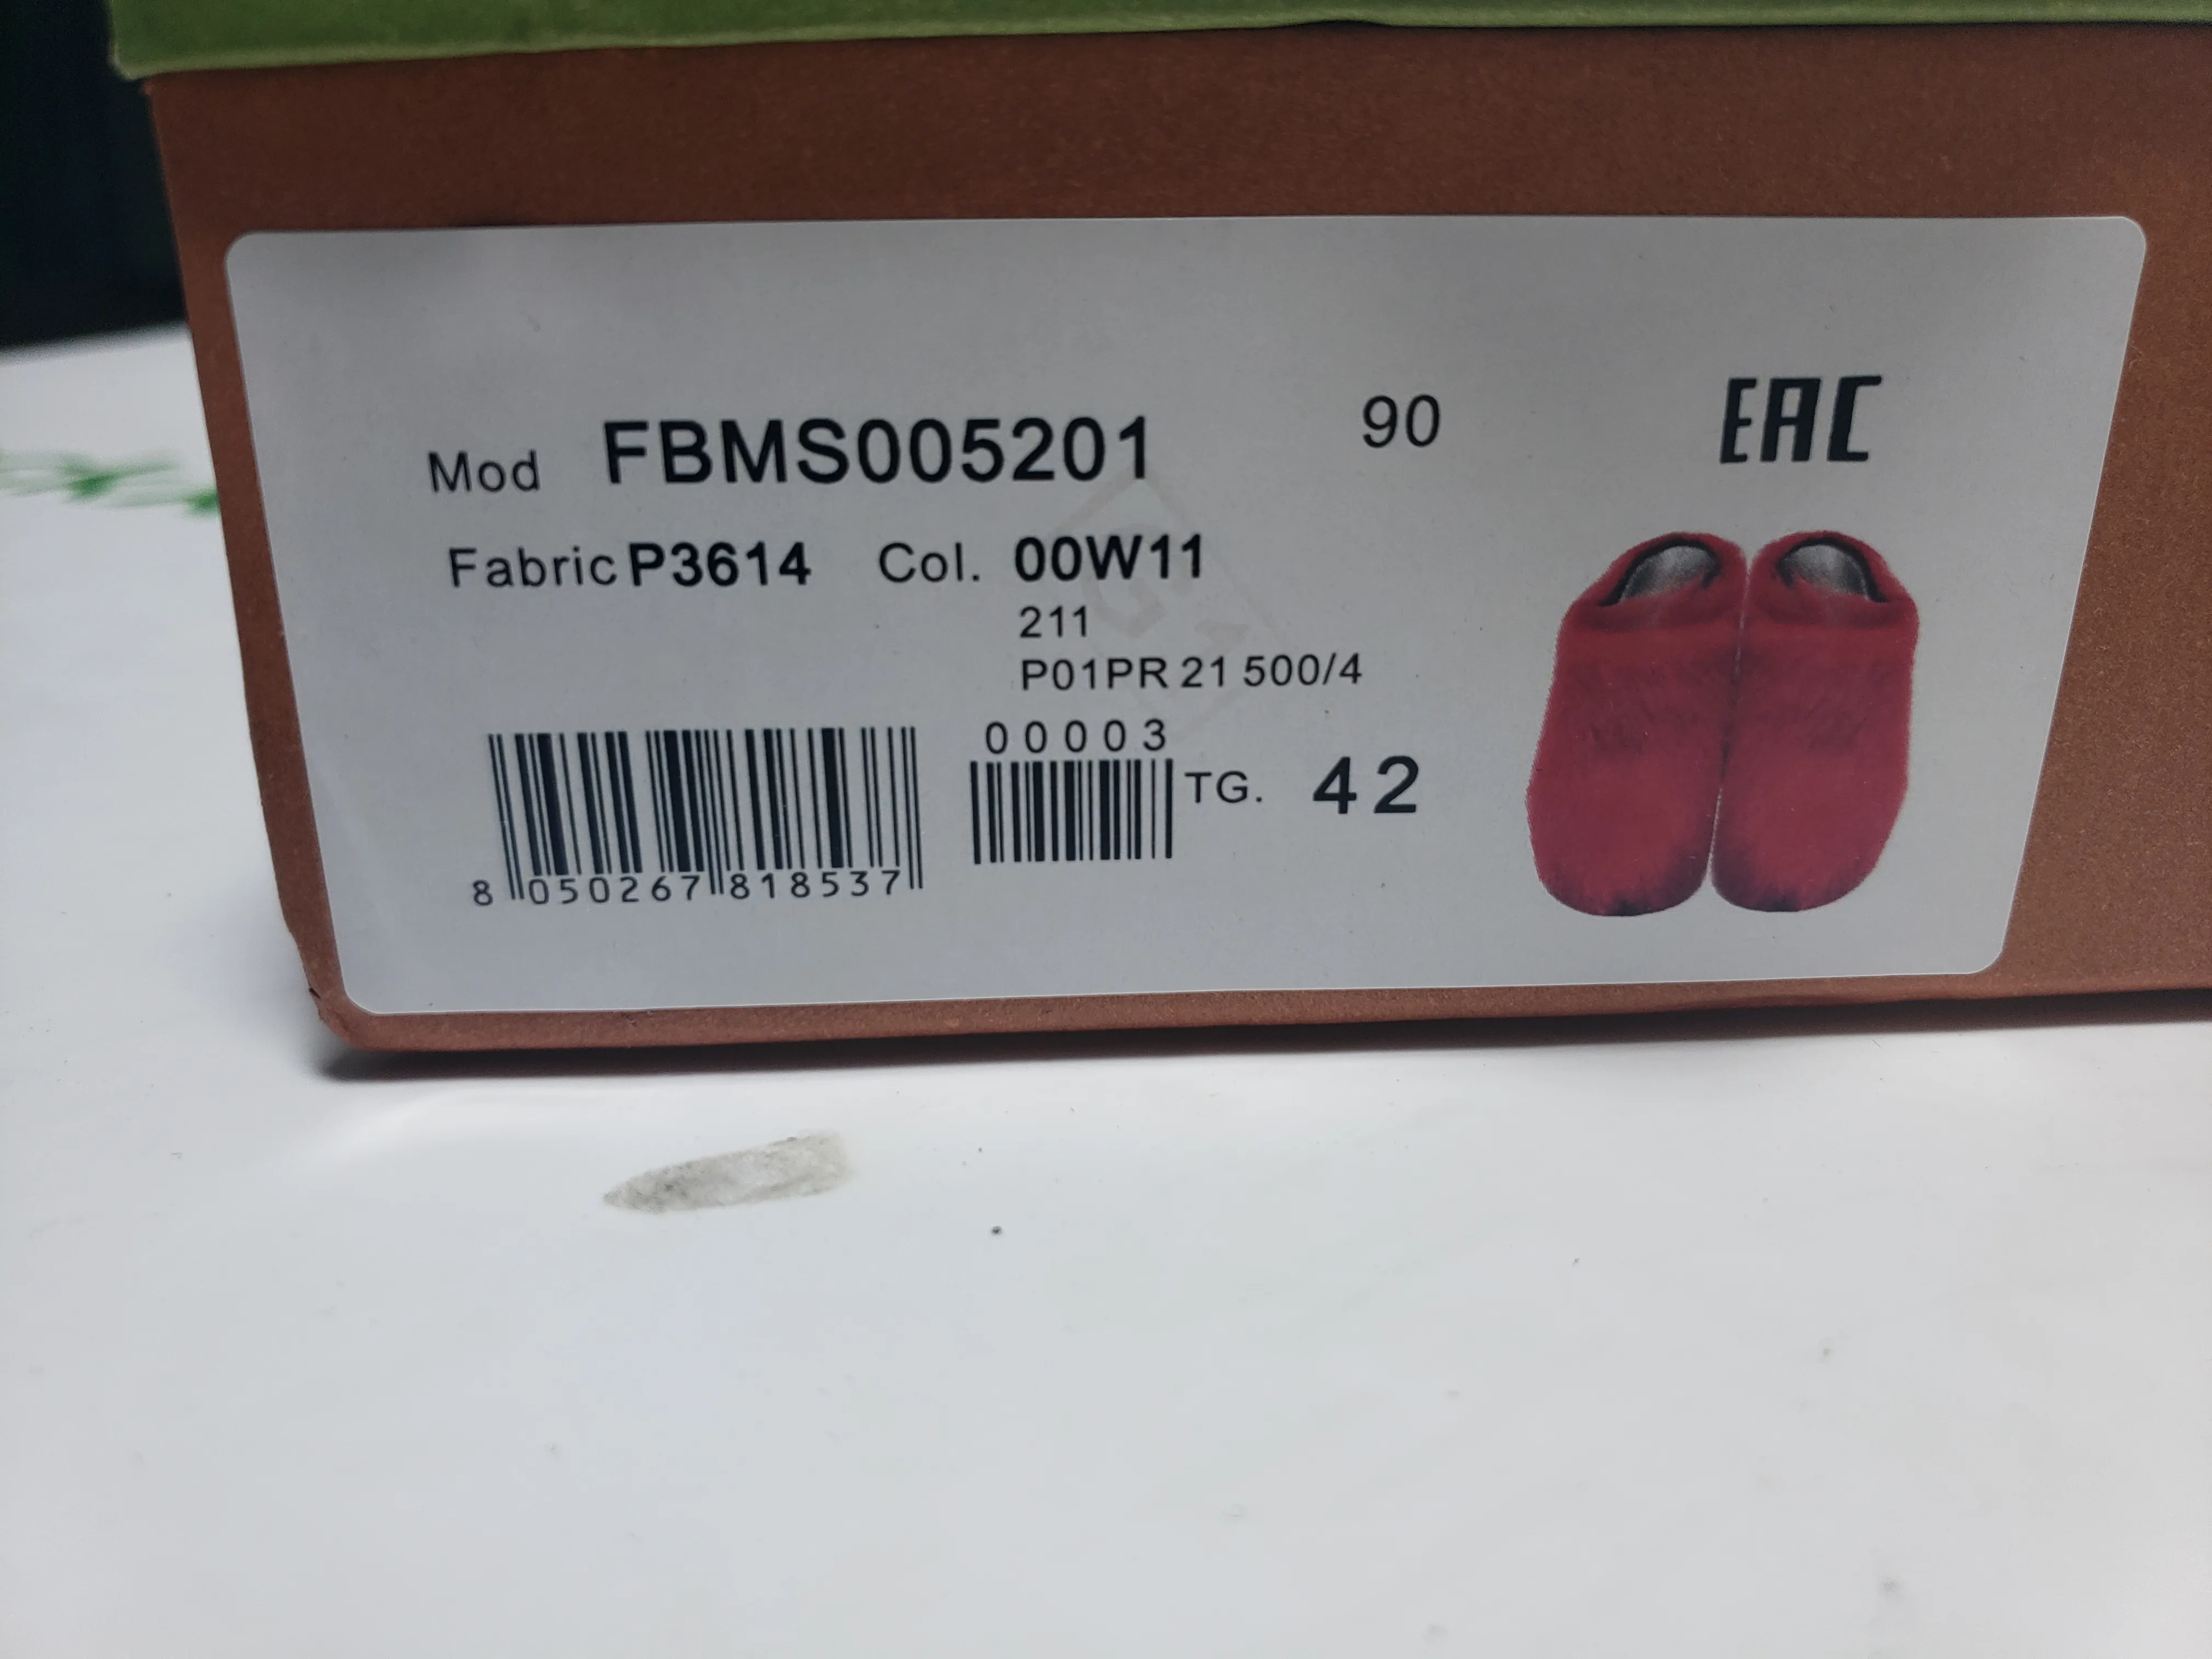 Mod FBMS005201 90 EAC
Fabric P3614 Col. 00W11
211
P01PR 21 500/4
00003
TG. 42
8 050267 818537